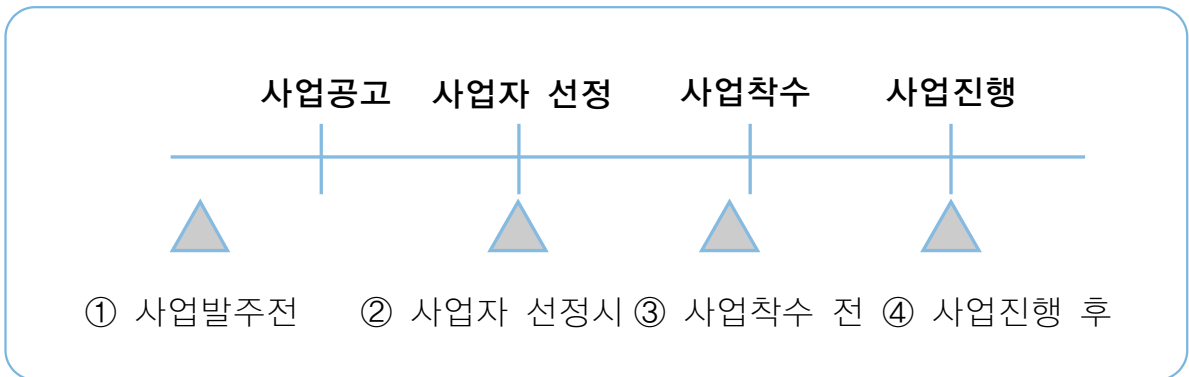 사업공고 사업자 선정 사업착수 사업진행
① 사업발주전 ② 사업자 선정시 ③ 사업착수 전 ④ 사업진행 후